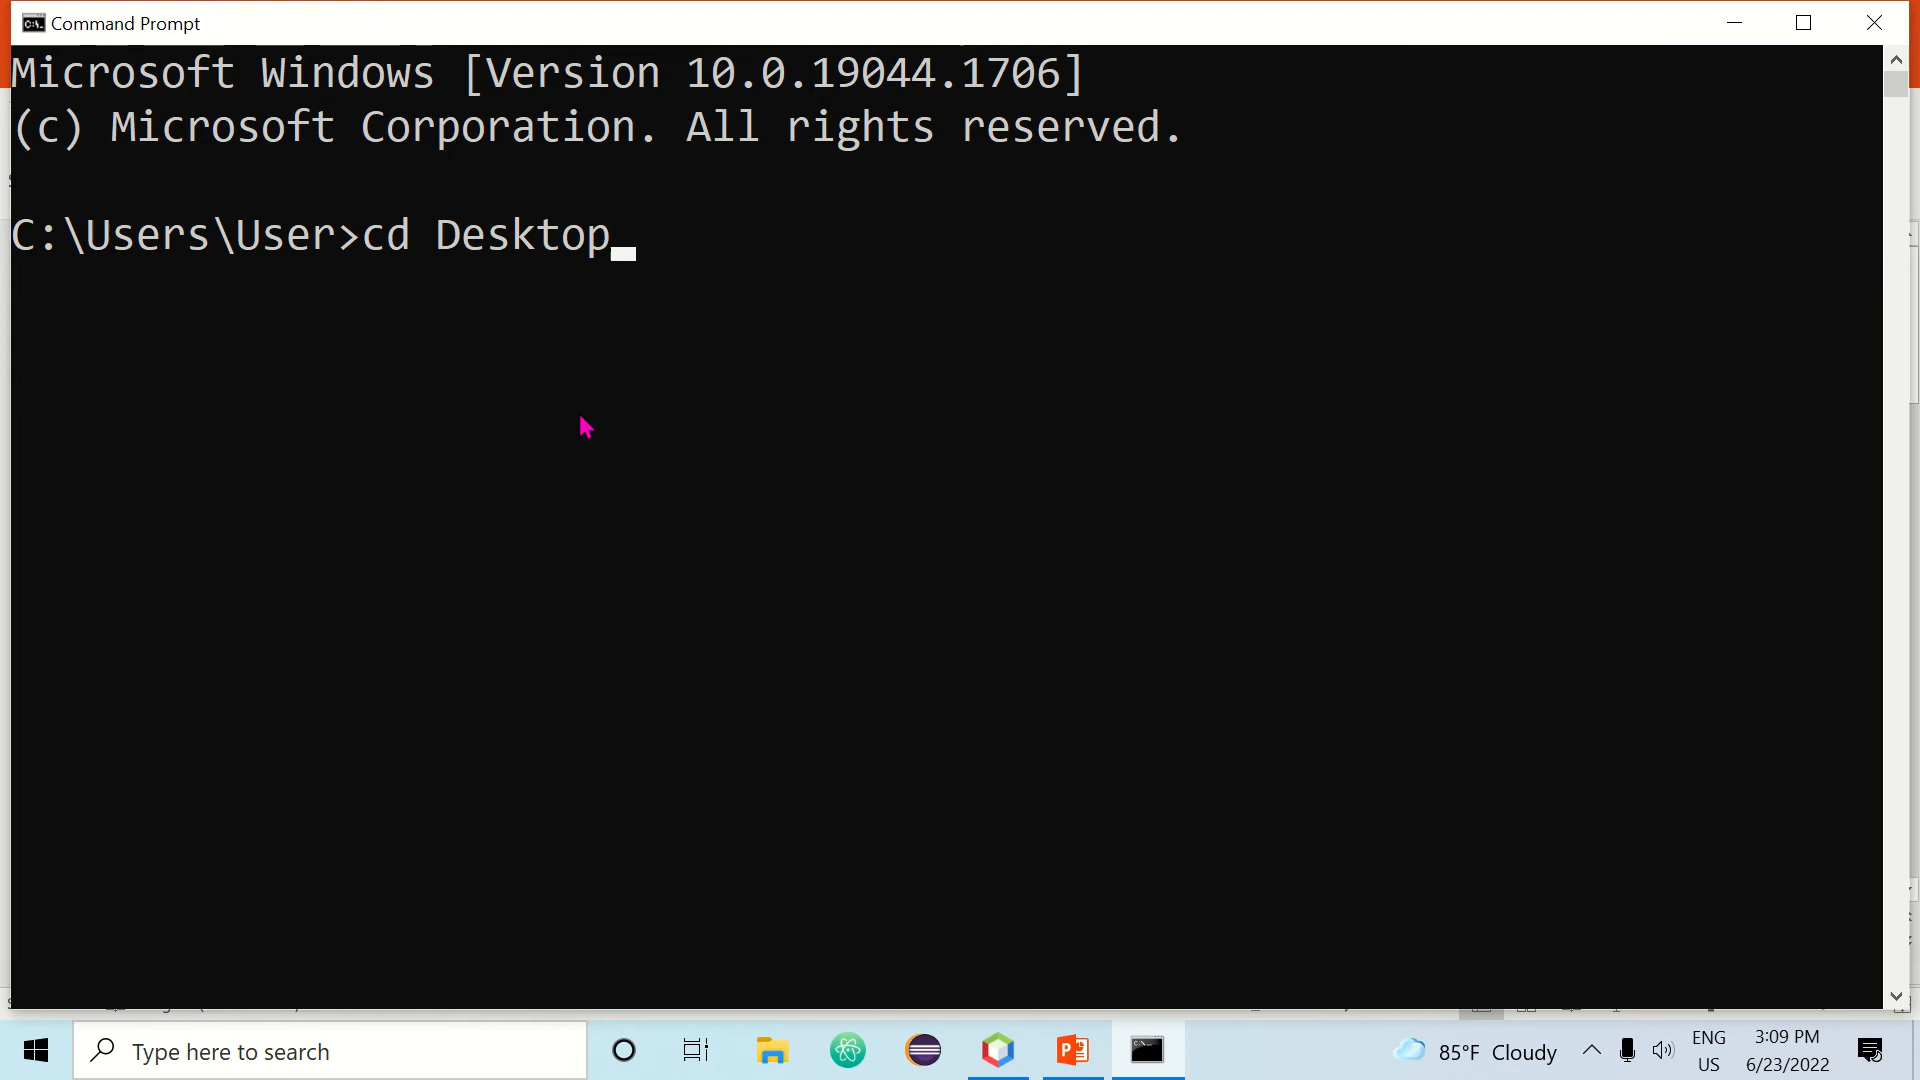 Command Prompt
Microsoft Windows [Version 10.0.19044.1706]
(c) Microsoft Corporation. All rights reserved.
C:\Users\User>cd Desktop
Type here to search
85°F Cloudy
ENG
US
3:09 PM
6/23/2022